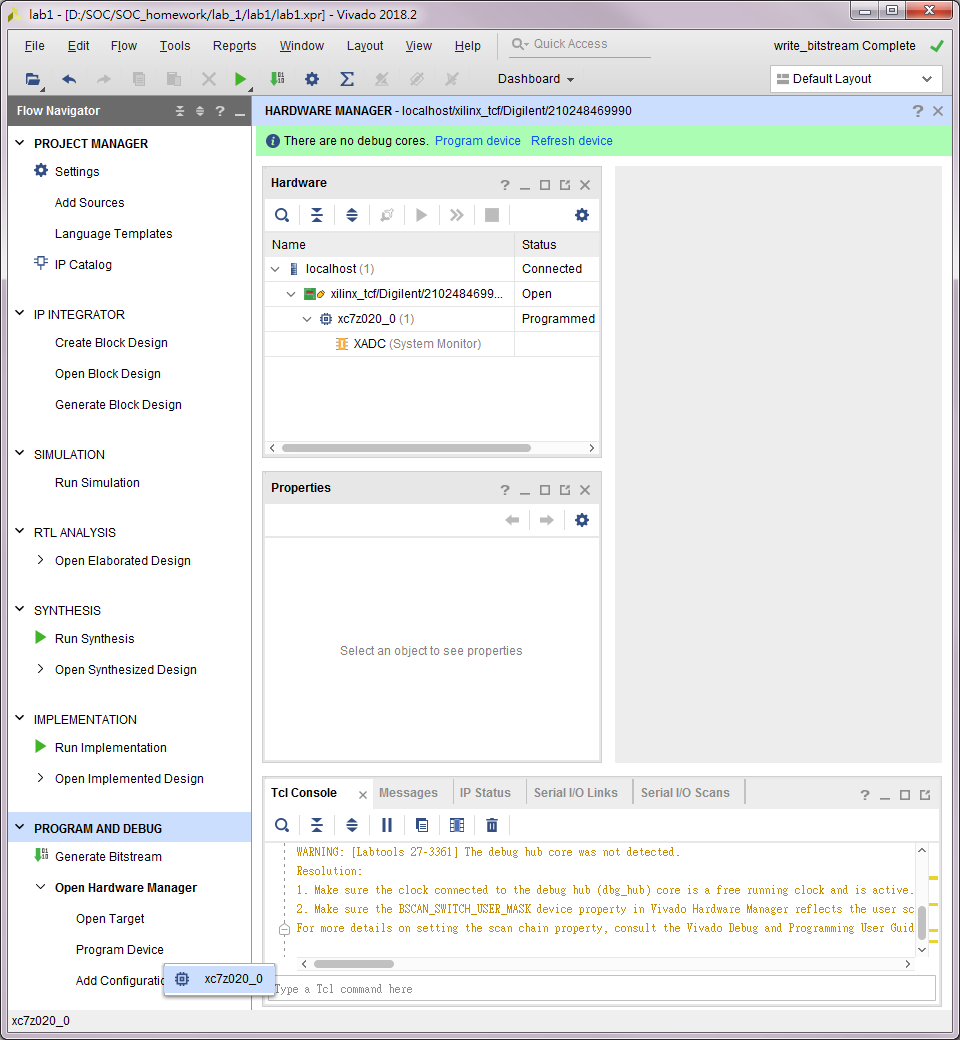 lab1 - [D:/SOC/SOC_homework/lab_1/lab1/lab1.xpr] - Vivado 2018.2
File Edit Flow Tools Reports Window Layout View Help
Quick Access
write_bitstream Complete
Dashboard
Default Layout
Flow Navigator
PROJECT MANAGER
Settings
Add Sources
Language Templates
IP Catalog
IP INTEGRATOR
Create Block Design
Open Block Design
Generate Block Design
SIMULATION
Run Simulation
RTL ANALYSIS
Open Elaborated Design
SYNTHESIS
Run Synthesis
Open Synthesized Design
IMPLEMENTATION
Run Implementation
Open Implemented Design
PROGRAM AND DEBUG
Generate Bitstream
Open Hardware Manager
Open Target
Program Device
Add Configuratio
xc7z020_0
HARDWARE MANAGER - localhost/xilinx_tcf/Digilent/210248469990
There are no debug cores. Program device Refresh device
Hardware
Name Status
localhost (1) Connected
xilinx_tcf/Digilent/2102484699... Open
xc7z020_0 (1) Programmed
XADC (System Monitor)
Properties
Select an object to see properties
Tcl Console Messages IP Status Serial I/O Links Serial I/O Scans
WARNING: [Labtools 27-3361] The debug hub core was not detected.
Resolution:
1. Make sure the clock connected to the debug hub (dbg_hub) core is a free running clock and is active.
2. Make sure the BSCAN_SWITCH_USER_MASK device property in Vivado Hardware Manager reflects the user sc
For more details on setting the scan chain property, consult the Vivado Debug and Programming User Guid
Type a Tcl command here
xc7z020_0